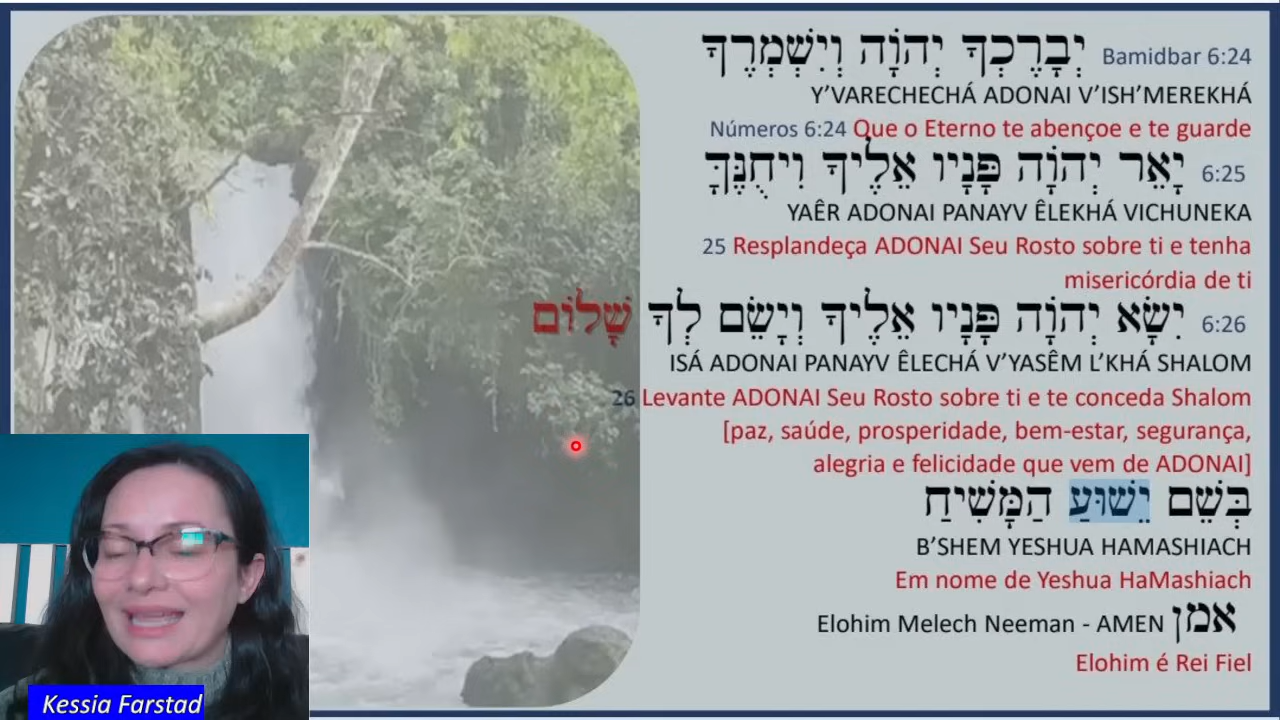 יְבָרֶכְךָ יְהוָֹה וְיִשְׁמְרֶךָ Bamidbar 6:24
Y’VARECHECHÁ ADONAI V’ISH’MEREKHÁ
Números 6:24 Que o Eterno te abençoe e te guarde
יָאֵר יְהוָֹה פָּנָיו אֵלֶיךָ וִיחֻנֶּךָּ 6:25
YAÊR ADONAI PANAYV ÊLEKHÁ VICHUNEKA
25 Resplandeça ADONAI Seu Rosto sobre ti e tenha
misericórdia de ti
יִשָּׂא יְהוָֹה פָּנָיו אֵלֶיךָ וְיָשֵׂם לְךָ שָׁלוֹם 6:26
ISÁ ADONAI PANAYV ÊLECHÁ V’YASÊM L’KHÁ SHALOM
26 Levante ADONAI Seu Rosto sobre ti e te conceda Shalom
[paz, saúde, prosperidade, bem-estar, segurança,
alegria e felicidade que vem de ADONAI]
בְּשֵׁם יֵשׁוּעַ הַמָּשִׁיחַ
B’SHEM YESHUA HAMASHIACH
Em nome de Yeshua HaMashiach
Elohim Melech Neeman - AMEN אמן
Elohim é Rei Fiel
Kessia Farstad